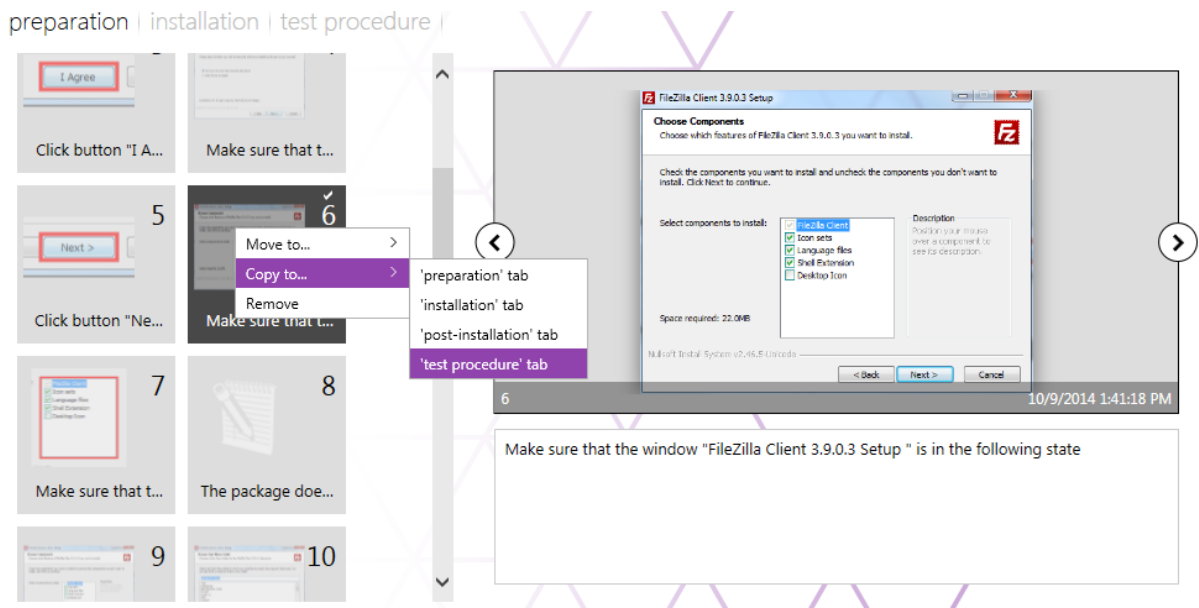 preparation | installation | test procedure |
I Agree
Click button "I A...
Make sure that t...
5
Next >
Click button "Ne...
6
Make sure that t...
Move to...
Copy to...
Remove
'preparation' tab
'installation' tab
'post-installation' tab
'test procedure' tab
7
FileZilla Client
Icon sets
Language files
Shell Extension
Desktop Icon
Make sure that t...
8
The package doe...
9
10
FileZilla Client 3.9.0.3 Setup
Choose Components
Choose which features of FileZilla Client 3.9.0.3 you want to install.
Check the components you want to install and uncheck the components you don't want to
install. Click Next to continue.
Select components to install:
FileZilla Client
Icon sets
Language files
Shell Extension
Desktop Icon
Description
Position your mouse
over a component to
see its description.
Space required: 22.0MB
Nullsoft Install System v2.46.5-Unicode
< Back
Next >
Cancel
6
10/9/2014 1:41:18 PM
Make sure that the window "FileZilla Client 3.9.0.3 Setup " is in the following state